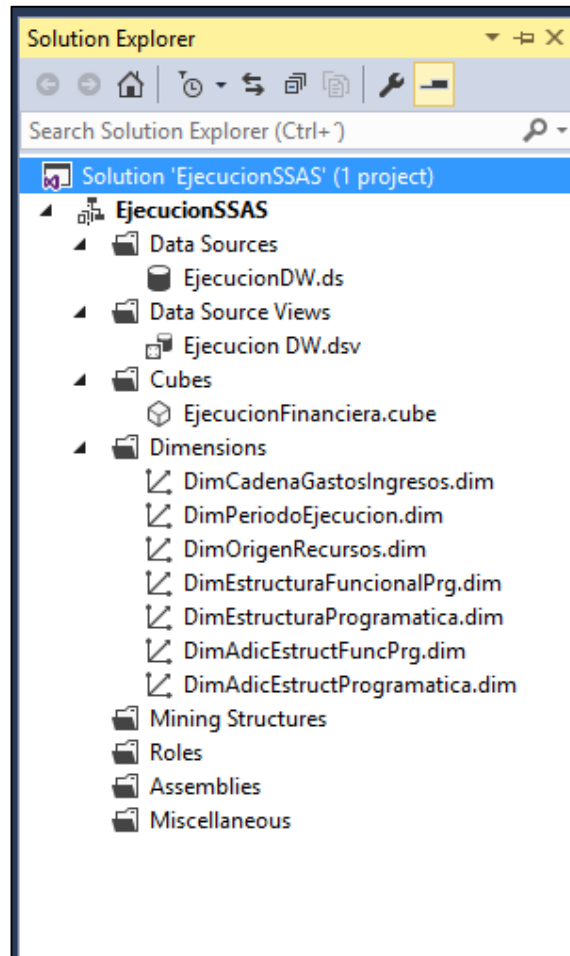 Solution Explorer
Search Solution Explorer (Ctrl+´)
Solution 'EjecucionSSAS' (1 project)
EjecucionSSAS
Data Sources
EjecucionDW.ds
Data Source Views
Ejecucion DW.dsv
Cubes
EjecucionFinanciera.cube
Dimensions
DimCadenaGastosIngresos.dim
DimPeriodoEjecucion.dim
DimOrigenRecursos.dim
DimEstructuraFuncionalPrg.dim
DimEstructuraProgramatica.dim
DimAdicEstructFuncPrg.dim
DimAdicEstructProgramatica.dim
Mining Structures
Roles
Assemblies
Miscellaneous